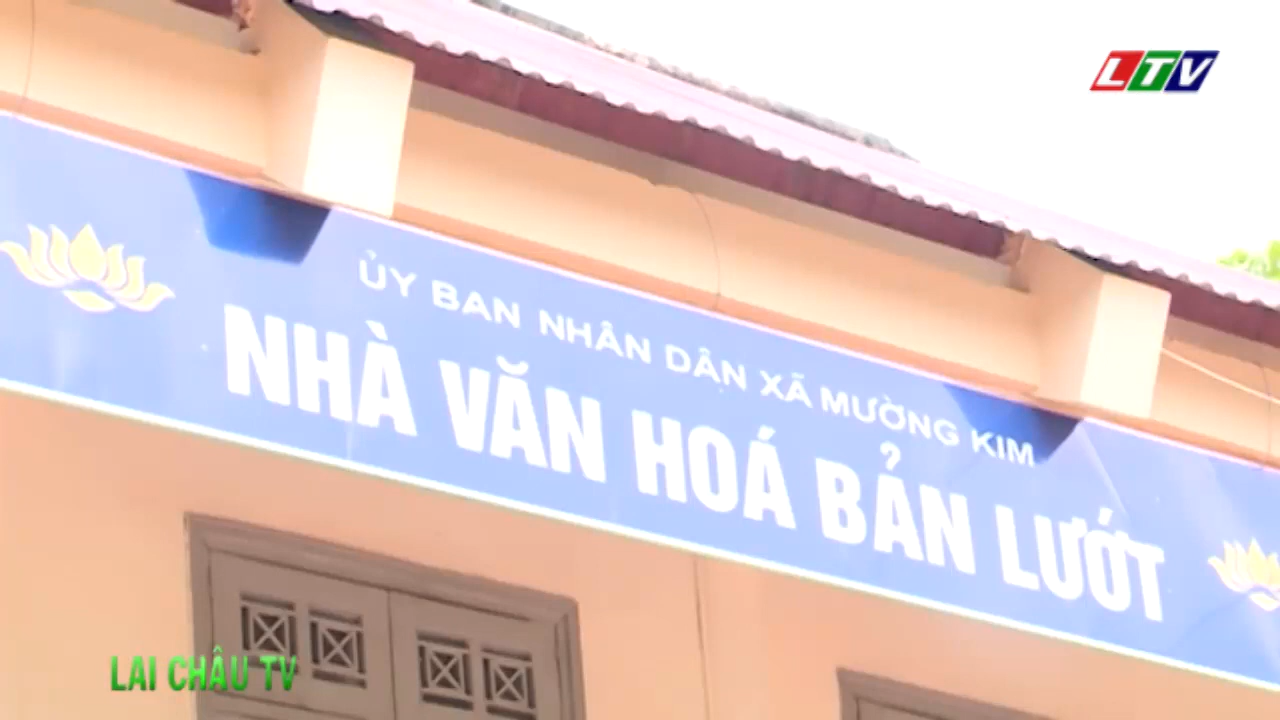 LTV
ỦY BAN NHÂN DÂN XÃ MƯỜNG KIM
NHÀ VĂN HOÁ BẢN LƯỚT
LAI CHÂU TV